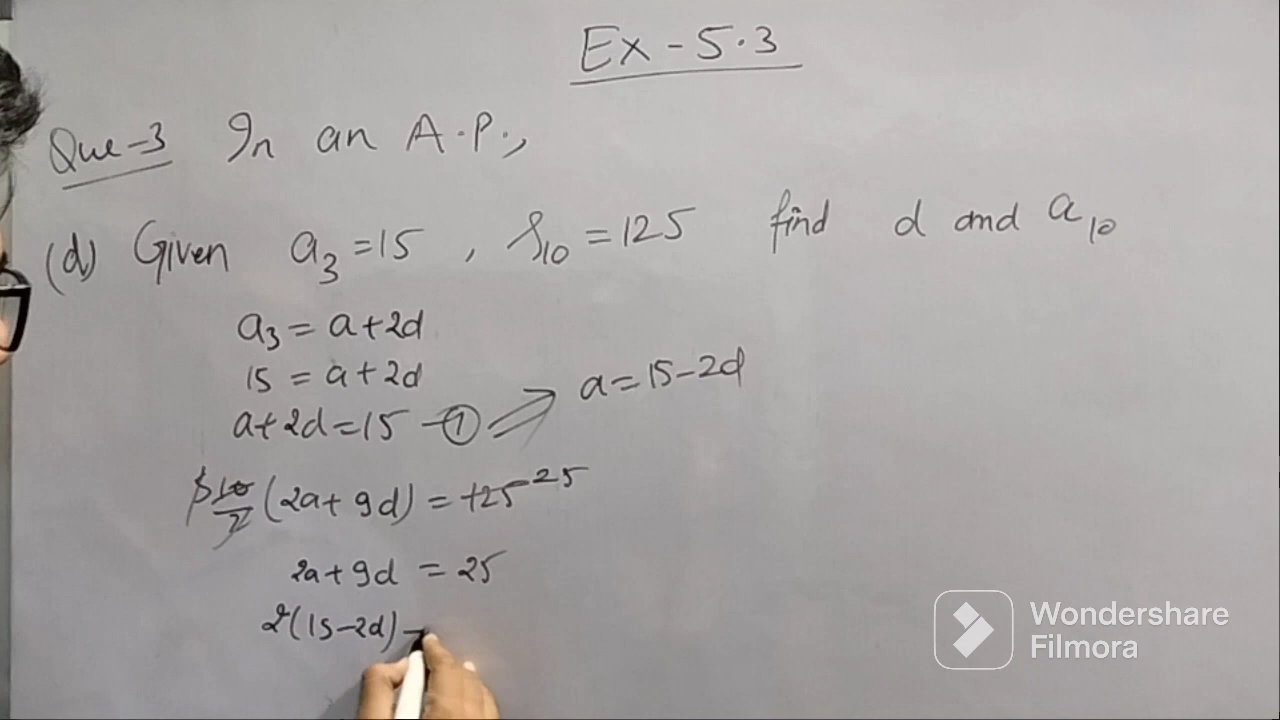 Ex - 5.3
Que-3 In an A.P.,
(d) Given a₃ = 15 , S₁₀ = 125 find d and a₁₀
a₃ = a + 2d
15 = a + 2d
a + 2d = 15 - ① ⇒ a = 15 - 2d
5 10/2 (2a + 9d) = 125 25
2a + 9d = 25
2(15 - 2d) -
Wondershare
Filmora